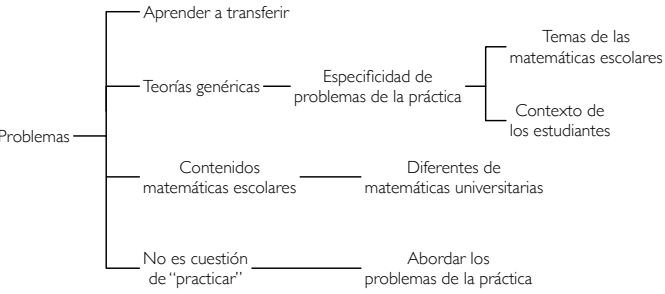 Aprender a transferir
Temas de las
matemáticas escolares
Teorías genéricas
Especificidad de
problemas de la práctica
Contexto de
los estudiantes
Problemas
Contenidos
matemáticas escolares
Diferentes de
matemáticas universitarias
No es cuestión
de “practicar”
Abordar los
problemas de la práctica